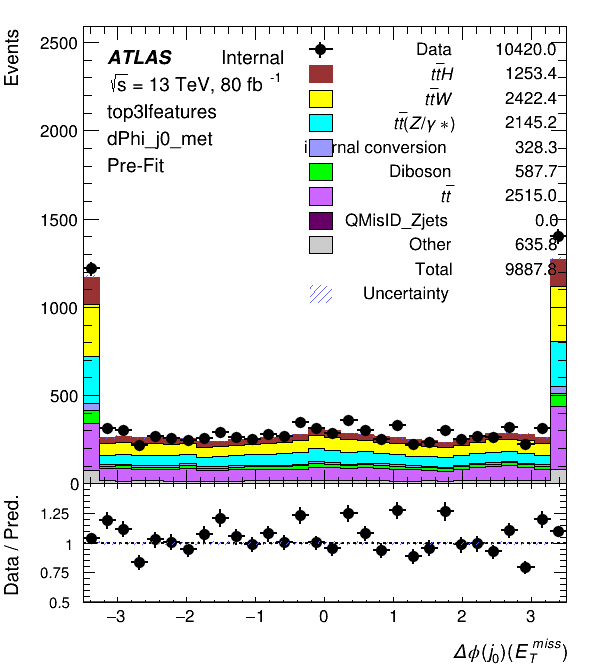 Events
2500
2000
1500
1000
500
0
ATLAS Internal
√s = 13 TeV, 80 fb⁻¹
top3lfeatures
dPhi_j0_met
Pre-Fit
Data 10420.0
tt̅H 1253.4
tt̅W 2422.4
tt̅(Z/γ*) 2145.2
internal conversion 328.3
Diboson 587.7
tt̅ 2515.0
QMisID_Zjets 0.0
Other 635.8
Total 9887.8
Uncertainty
Data / Pred.
1.25
1
0.75
0.5
−3 −2 −1 0 1 2 3
Δϕ(j₀)(E_T^miss)